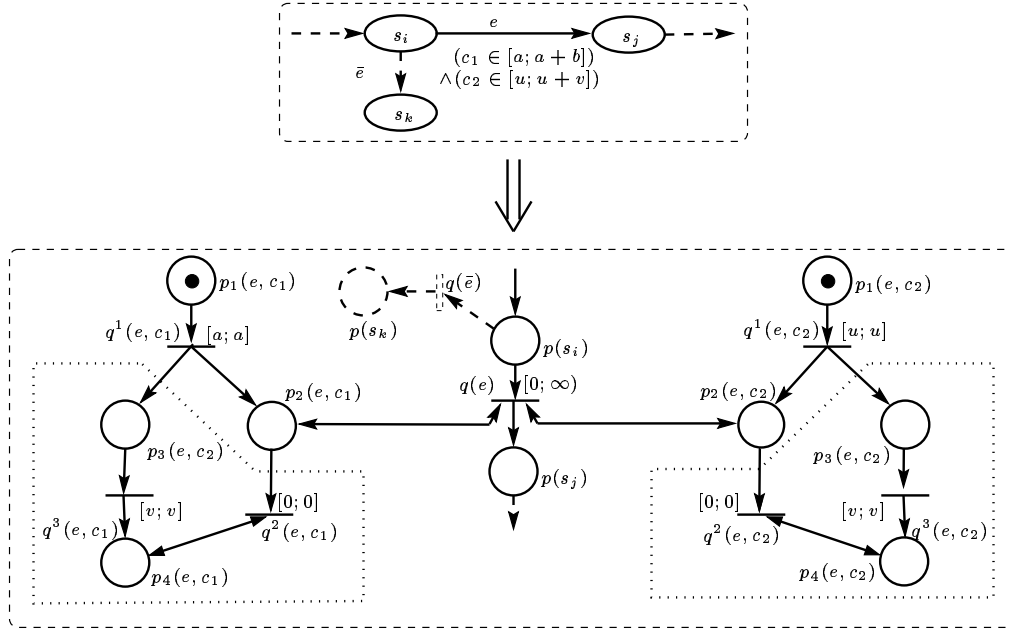 e
s_i
s_j
(c_1 ∈ [a; a + b])
ē
∧ (c_2 ∈ [u; u + v])
s_k
p_1(e, c_1)
q(ē)
p_1(e, c_2)
p(s_k)
q^1(e, c_1) [a; a]
q^1(e, c_2) [u; u]
p(s_i)
p_2(e, c_1)
q(e) [0; ∞)
p_2(e, c_2)
p_3(e, c_2)
p_3(e, c_2)
p(s_j)
[v; v]
[0; 0]
[0; 0]
[v; v]
q^3(e, c_1)
q^2(e, c_1)
q^2(e, c_2)
q^3(e, c_2)
p_4(e, c_1)
p_4(e, c_2)